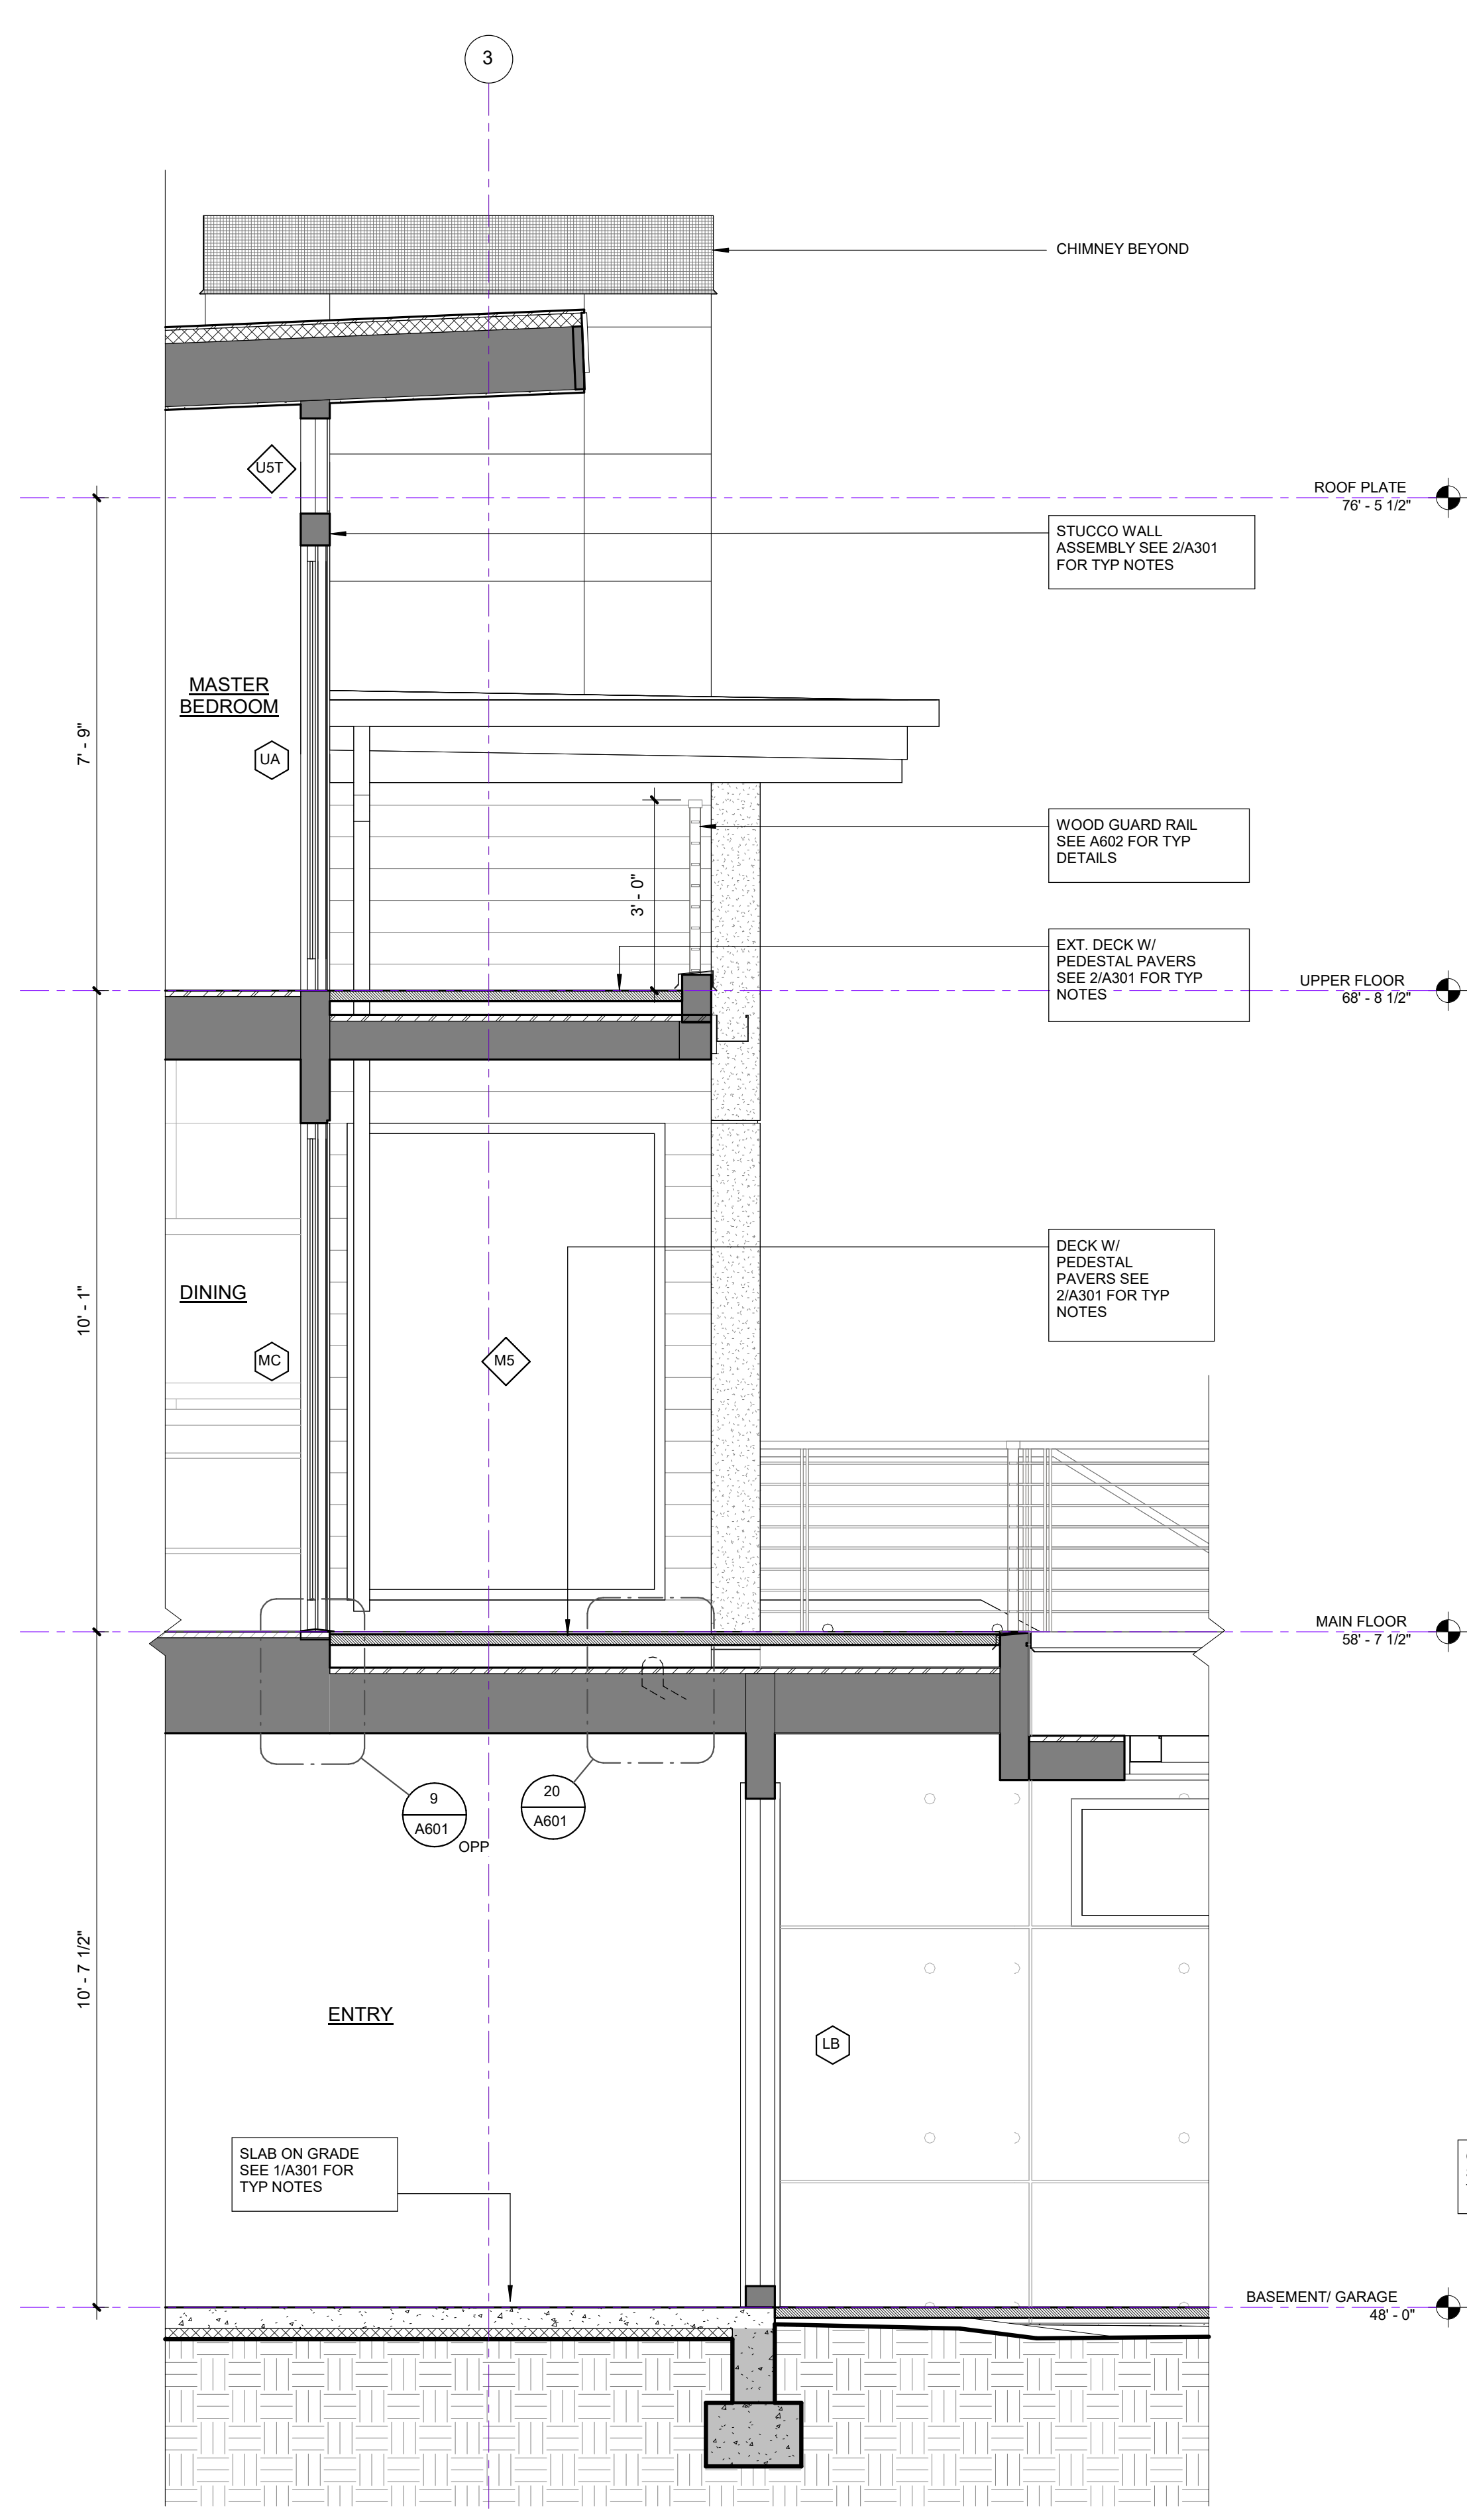 3
CHIMNEY BEYOND
U5T
ROOF PLATE
76' - 5 1/2"
STUCCO WALL
ASSEMBLY SEE 2/A301
FOR TYP NOTES
MASTER
BEDROOM
7' - 9"
UA
WOOD GUARD RAIL
SEE A602 FOR TYP
DETAILS
3' - 0"
EXT. DECK W/
PEDESTAL PAVERS
SEE 2/A301 FOR TYP
NOTES
UPPER FLOOR
68' - 8 1/2"
DECK W/
PEDESTAL
PAVERS SEE
2/A301 FOR TYP
NOTES
DINING
10' - 1"
MC
M5
MAIN FLOOR
58' - 7 1/2"
9
A601
OPP
20
A601
10' - 7 1/2"
ENTRY
LB
SLAB ON GRADE
SEE 1/A301 FOR
TYP NOTES
BASEMENT/ GARAGE
48' - 0"